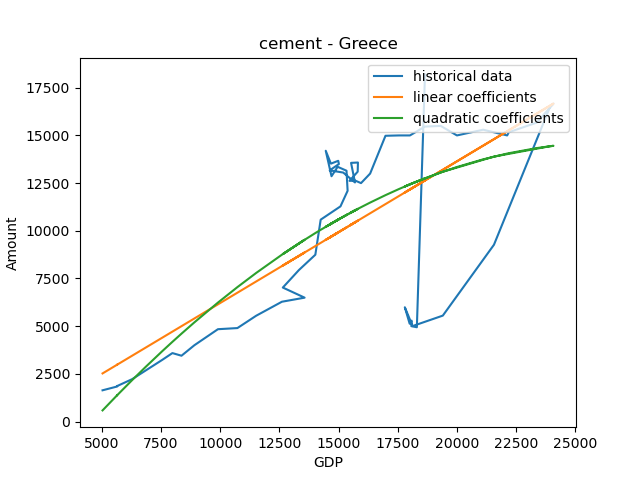 cement - Greece
historical data
linear coefficients
quadratic coefficients
Amount
17500
15000
12500
10000
7500
5000
2500
0
5000 7500 10000 12500 15000 17500 20000 22500 25000
GDP